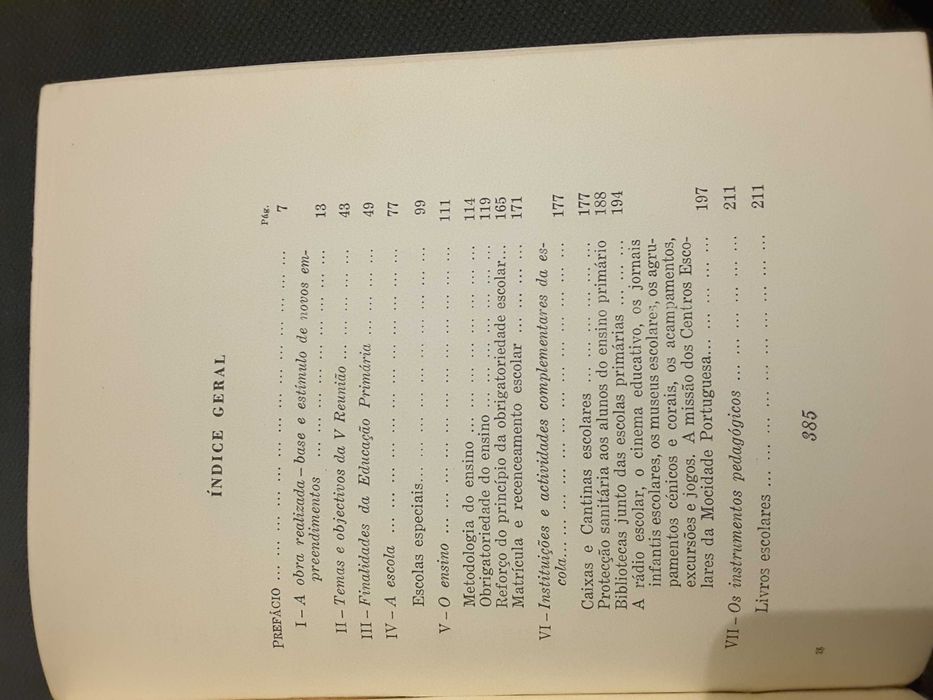 ÍNDICE GERAL
Pág.
PREFÁCIO ... ... ... ... ... ... ... ... ... ... ... ... ... 7
I – A obra realizada – base e estímulo de novos em-
preendimentos ... ... ... ... ... ... ... ... ... 13
II – Temas e objectivos da V Reunião ... ... ... ... ... 43
III – Finalidades da Educação Primária ... ... ... ... ... 49
IV – A escola ... ... ... ... ... ... ... ... ... ... ... 77
Escolas especiais... ... ... ... ... ... ... ... ... 99
V – O ensino ... ... ... ... ... ... ... ... ... ... ... 111
Metodologia do ensino ... ... ... ... ... ... ... 114
Obrigatoriedade do ensino ... ... ... ... ... ... 119
Reforço do princípio da obrigatoriedade escolar... 165
Matrícula e recenceamento escolar ... ... ... ... 171
VI – Instituições e actividades complementares da es-
cola... ... ... ... ... ... ... ... ... ... ... ... 177
Caixas e Cantinas escolares ... ... ... ... ... ... 177
Protecção sanitária aos alunos do ensino primário 188
Bibliotecas junto das escolas primárias ... ... ... 194
A rádio escolar, o cinema educativo, os jornais
infantis escolares, os museus escolares, os agru-
pamentos cénicos e corais, os acampamentos,
excursões e jogos. A missão dos Centros Esco-
lares da Mocidade Portuguesa... ... ... ... ... 197
VII – Os instrumentos pedagógicos ... ... ... ... ... ... 211
Livros escolares ... ... ... ... ... ... ... ... ... 211
385